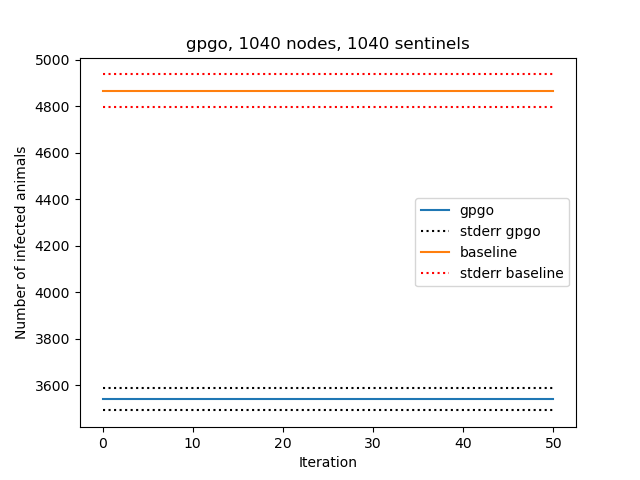 gpgo, 1040 nodes, 1040 sentinels
5000
4800
4600
4400
4200
4000
3800
3600
Number of infected animals
gpgo
stderr gpgo
baseline
stderr baseline
0 10 20 30 40 50
Iteration